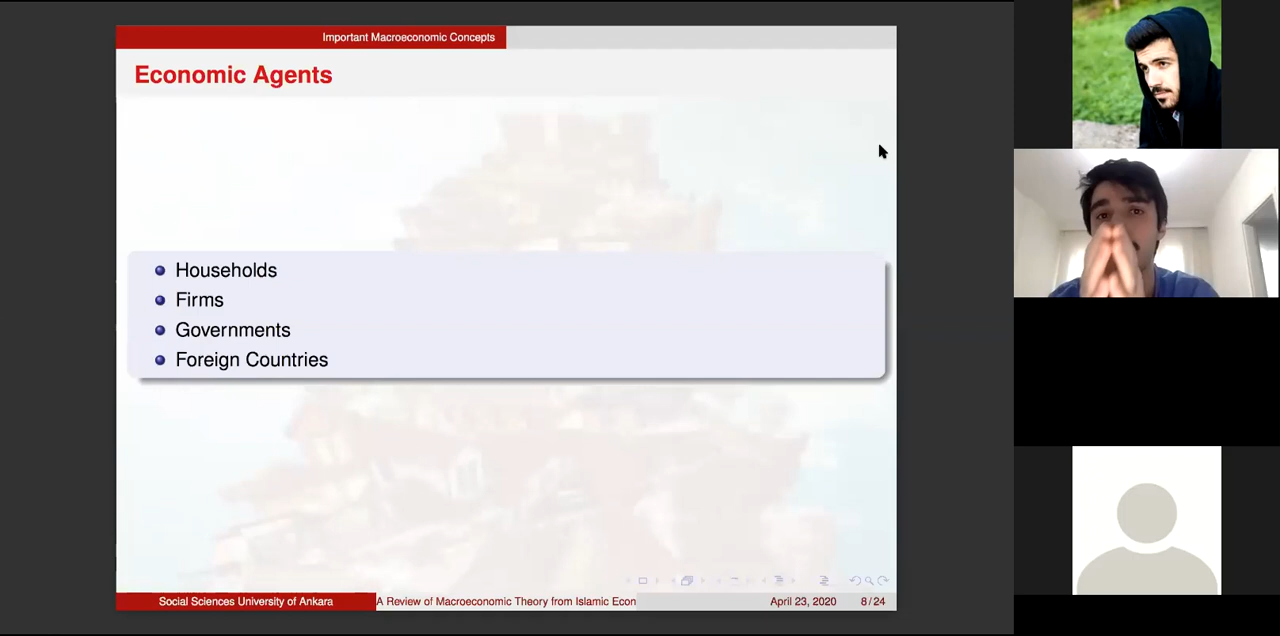 Important Macroeconomic Concepts
Economic Agents
Households
Firms
Governments
Foreign Countries
Social Sciences University of Ankara
A Review of Macroeconomic Theory from Islamic Econ
April 23, 2020
8/24